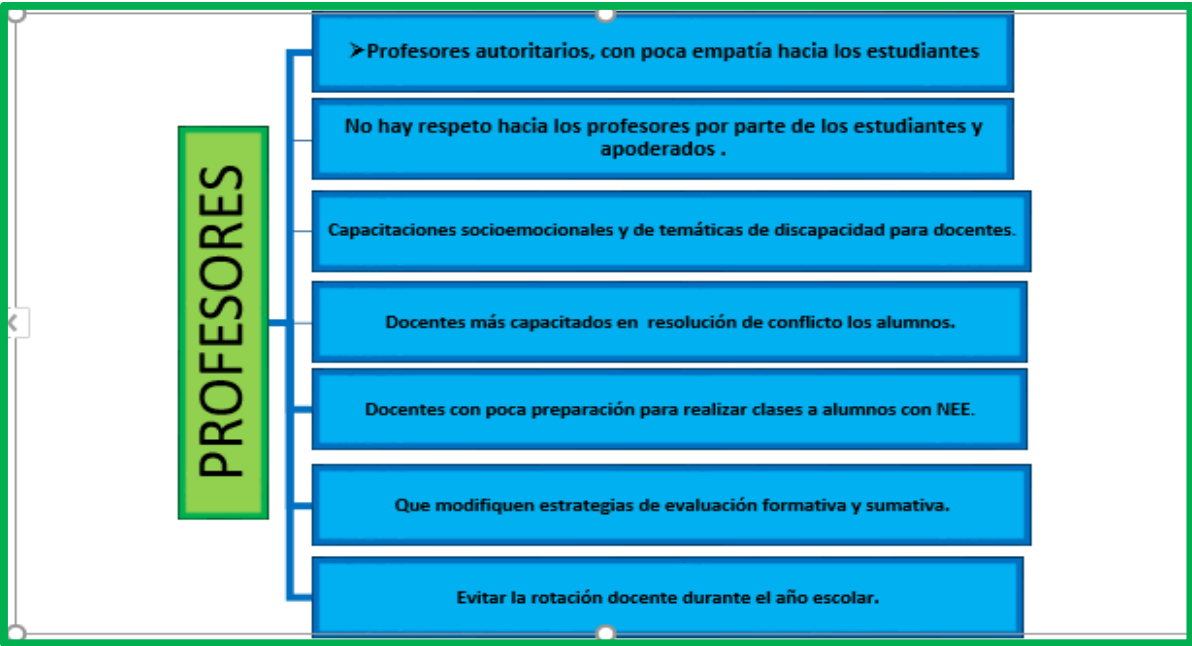 PROFESORES
➤Profesores autoritarios, con poca empatía hacia los estudiantes
No hay respeto hacia los profesores por parte de los estudiantes y
apoderados .
Capacitaciones socioemocionales y de temáticas de discapacidad para docentes.
Docentes más capacitados en  resolución de conflicto los alumnos.
Docentes con poca preparación para realizar clases a alumnos con NEE.
Que modifiquen estrategias de evaluación formativa y sumativa.
Evitar la rotación docente durante el año escolar.